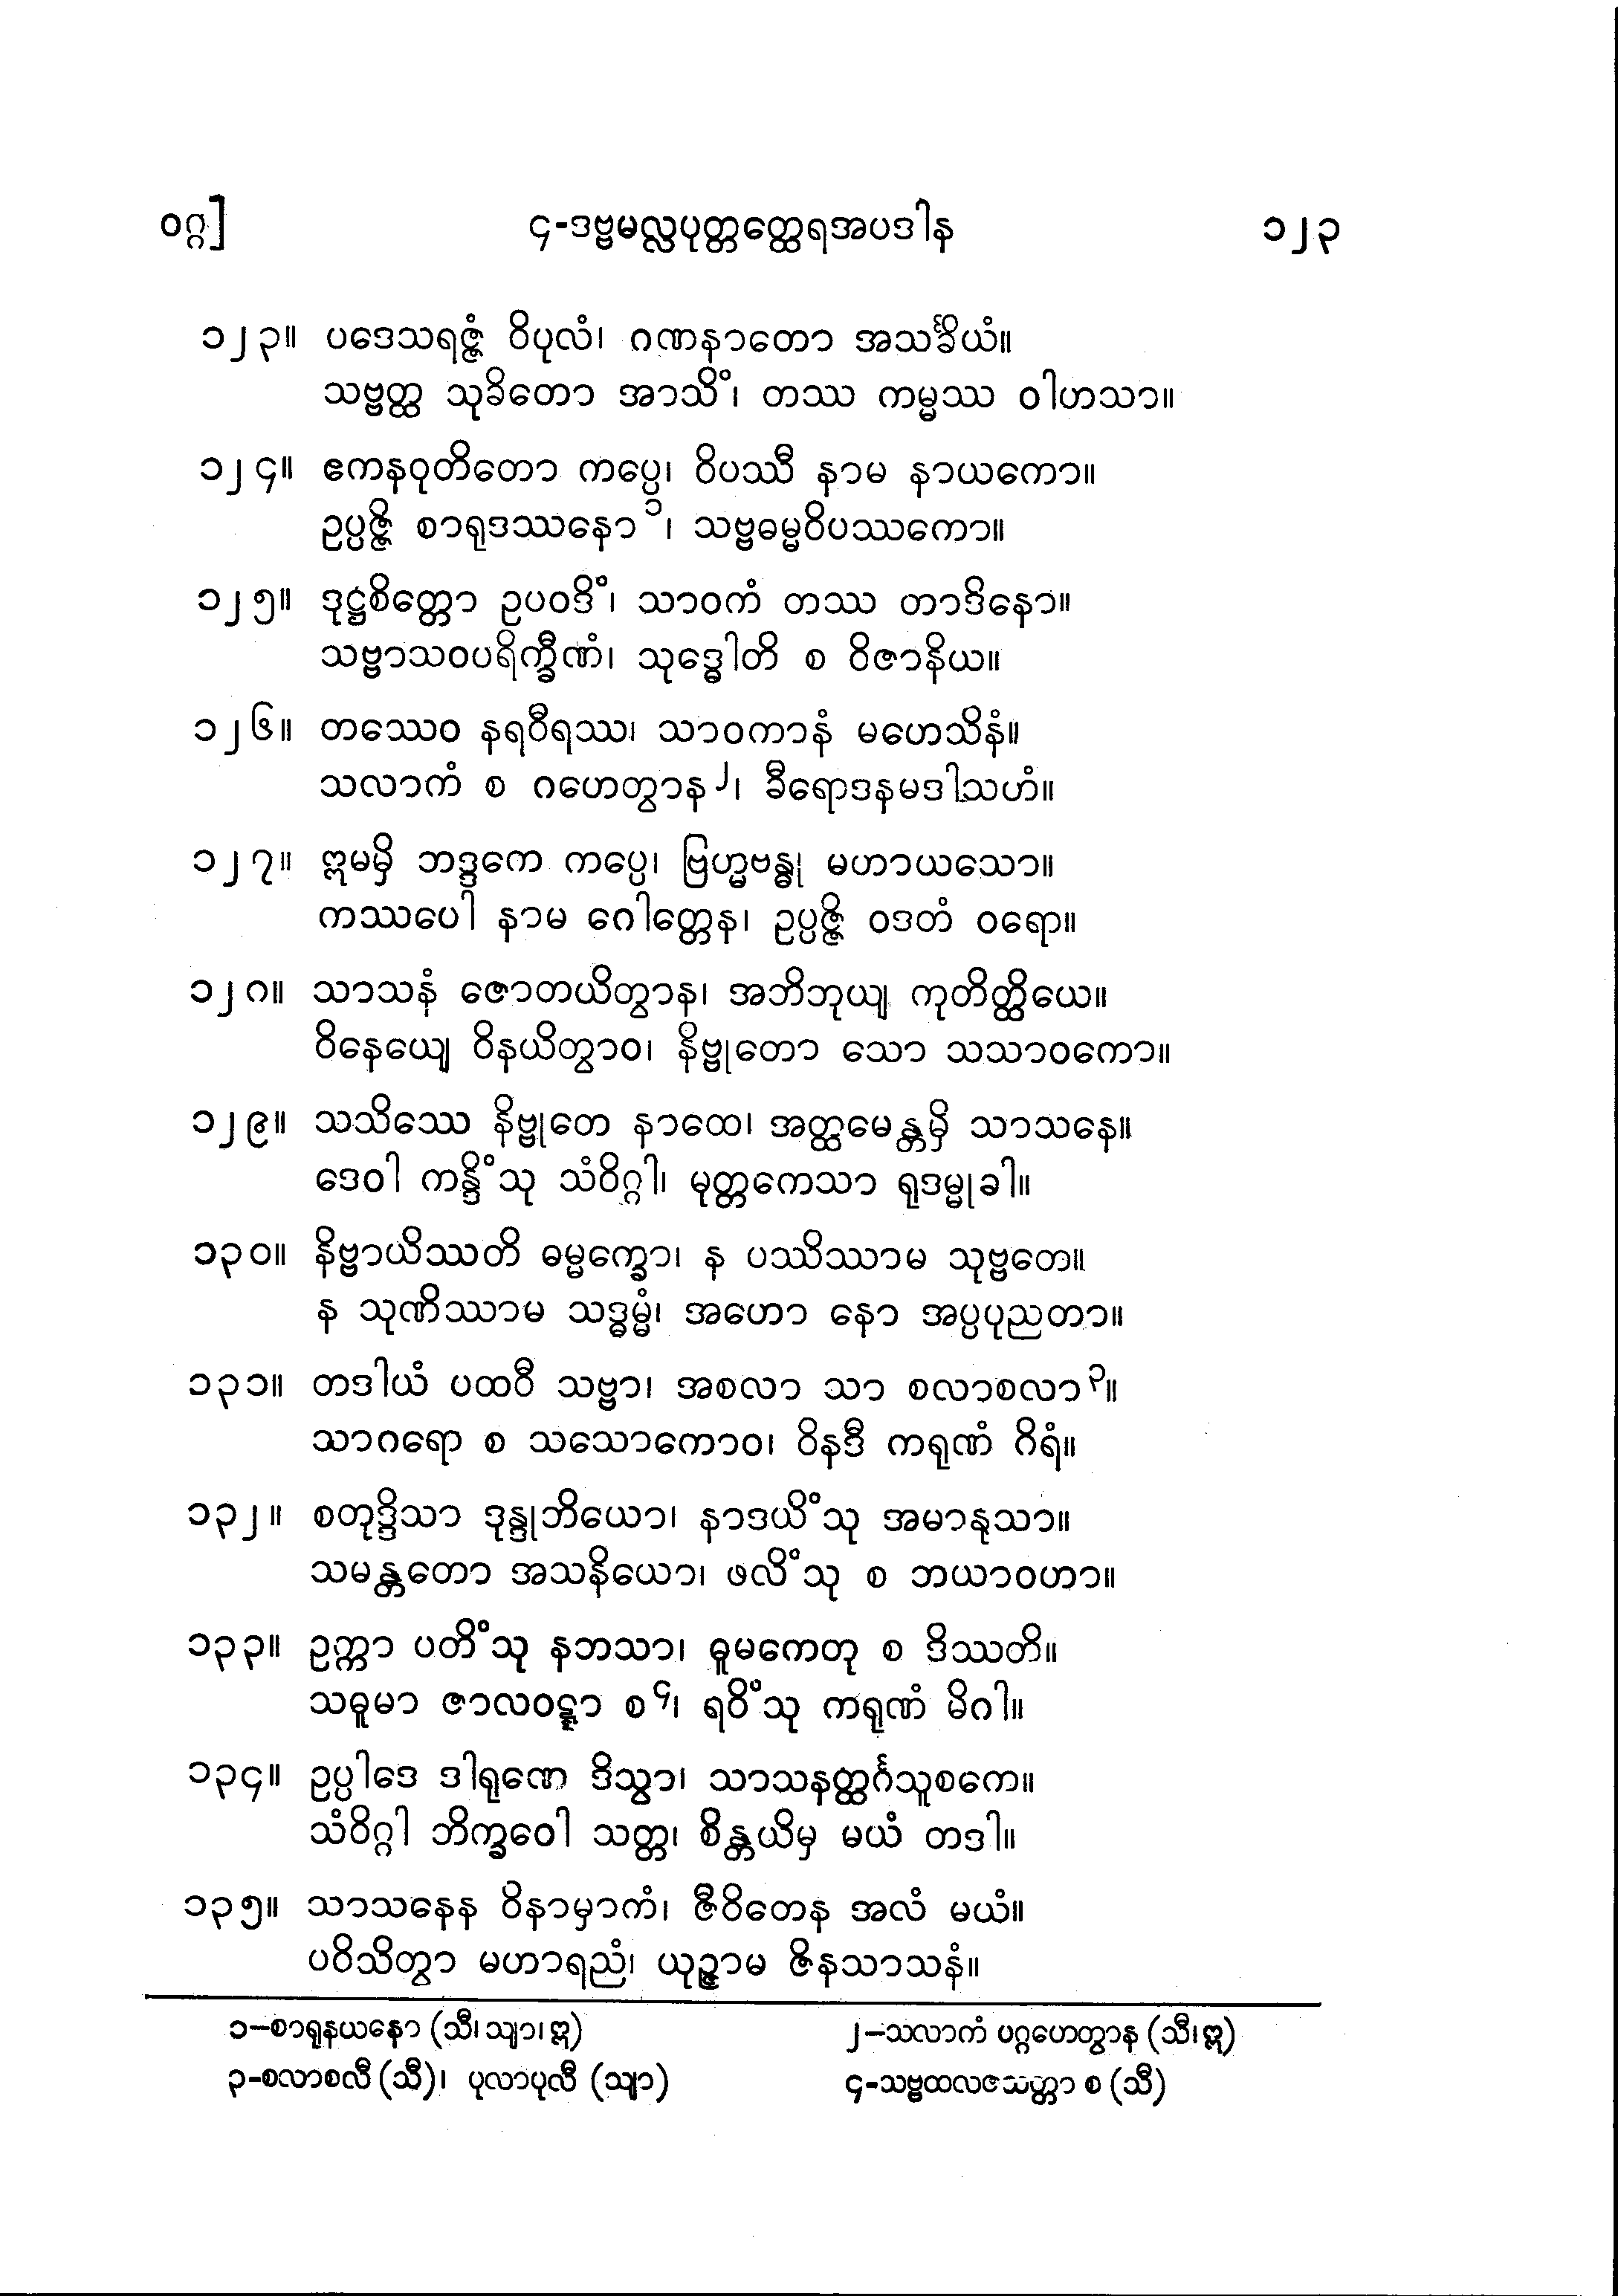 ဝဂ္ဂ] ၄-ဒဗ္ဗမလ္လပုတ္တတ္ထေရအပဒါန ၁၂၃
၁၂၃။ ပဒေသရဇ္ဇံ ဝိပုလံ၊ ဂဏနာတော အသင်္ခိယံ။
သဗ္ဗတ္ထ သုခိတော အာသိံ၊ တဿ ကမ္မဿ ဝါဟသာ။
၁၂၄။ ဧကနဝုတိတော ကပ္ပေ၊ ဝိပဿီ နာမ နာယကော။
ဥပ္ပဇ္ဇိ စာရုဒဿနော ၁၊ သဗ္ဗဓမ္မဝိပဿကော။
၁၂၅။ ဒုဋ္ဌစိတ္တော ဥပဝဒိံ၊ သာဝကံ တဿ တာဒိနော။
သဗ္ဗာသဝပရိက္ခီဏံ၊ သုဒ္ဓေါတိ စ ဝိဇာနိယ။
၁၂၆။ တဿေဝ နရဝီရဿ၊ သာဝကာနံ မဟေသိနံ။
သလာကံ စ ဂဟေတွာန ၂၊ ခီရောဒနမဒါသဟံ။
၁၂၇။ ဣမမှိ ဘဒ္ဒကေ ကပ္ပေ၊ ဗြဟ္မဗန္ဓု မဟာယသော။
ကဿပေါ နာမ ဂေါတ္တေန၊ ဥပ္ပဇ္ဇိ ဝဒတံ ဝရော။
၁၂၈။ သာသနံ ဇောတယိတွာန၊ အဘိဘုယျ ကုတိတ္ထိယေ။
ဝိနေယျေ ဝိနယိတွာဝ၊ နိဗ္ဗုတော သော သသာဝကော။
၁၂၉။ သသိဿေ နိဗ္ဗုတေ နာထေ၊ အတ္ထမေန္တမှိ သာသနေ။
ဒေဝါ ကန္ဒိံသု သံဝိဂ္ဂါ၊ မုတ္တကေသာ ရုဒမ္မုခါ။
၁၃၀။ နိဗ္ဗာယိဿတိ ဓမ္မက္ခော၊ န ပဿိဿာမ သုဗ္ဗတေ။
န သုဏိဿာမ သဒ္ဓမ္မံ၊ အဟော နော အပ္ပပုညတာ။
၁၃၁။ တဒါယံ ပထဝီ သဗ္ဗာ၊ အစလာ သာ စလာစလာ ၃။
သာဂရော စ သသောကောဝ၊ ဝိနဒီ ကရုဏံ ဂိရံ။
၁၃၂။ စတုဒ္ဒိသာ ဒုန္ဒုဘိယော၊ နာဒယိံသု အမာနုသာ။
သမန္တတော အသနိယော၊ ဖလိံသု စ ဘယာဝဟာ။
၁၃၃။ ဥက္ကာ ပတိံသု နဘသာ၊ ဓူမကေတု စ ဒိဿတိ။
သဓူမာ ဇာလဝဋ္ဋာ စ ၄၊ ရဝိံသု ကရုဏံ မိဂါ။
၁၃၄။ ဥပ္ပါဒေ ဒါရုဏေ ဒိသွာ၊ သာသနတ္ထင်္ဂသူစကေ။
သံဝိဂ္ဂါ ဘိက္ခဝေါ သတ္တ၊ စိန္တယိမှ မယံ တဒါ။
၁၃၅။ သာသနေန ဝိနာမှာကံ၊ ဇီဝိတေန အလံ မယံ။
ပဝိသိတွာ မဟာရညံ၊ ယုဉ္ဇာမ ဇိနသာသနံ။
၁–စာရုနယနော (သီ၊ သျာ၊ ဣ) ၂–သလာကံ ပဂ္ဂဟေတွာန (သီ၊ ဣ)
၃-စလာစလီ (သီ)၊ ပုလာပုလီ (သျာ) ၄-သဗ္ဗထလဇသတ္တာ စ (သီ)